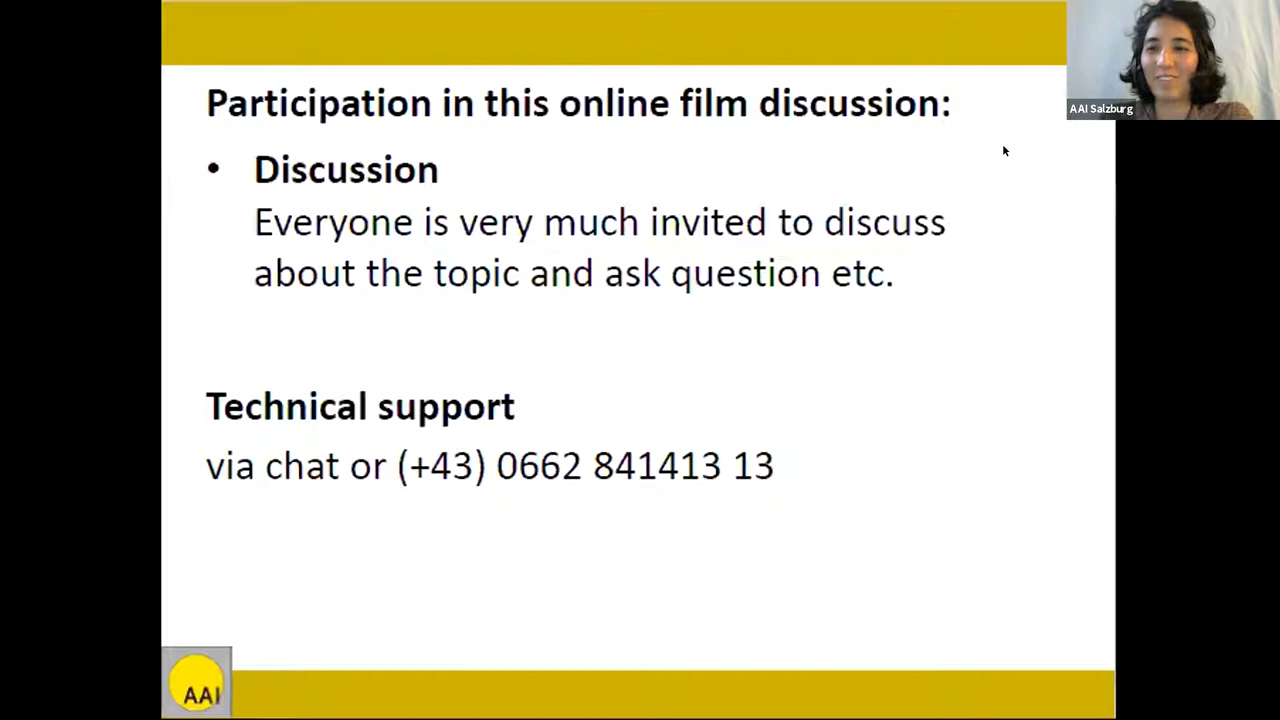 Participation in this online film discussion:
• Discussion
Everyone is very much invited to discuss
about the topic and ask question etc.
Technical support
via chat or (+43) 0662 841413 13
AAI Salzburg
AAI